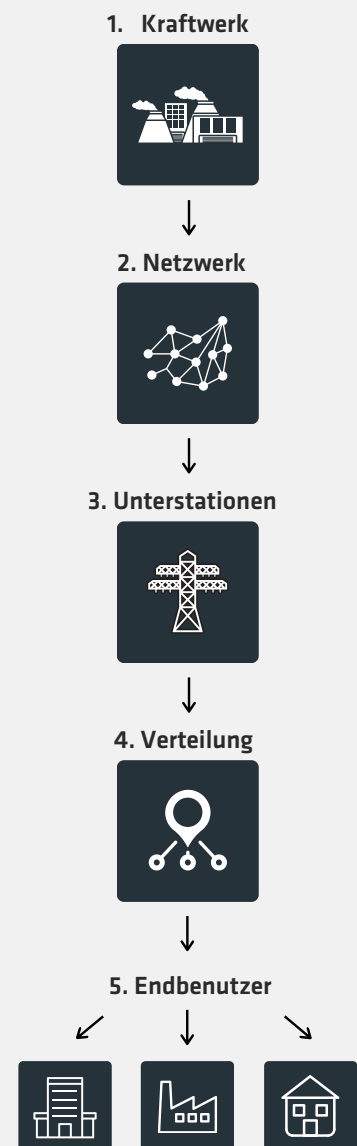 1. Kraftwerk
2. Netzwerk
3. Unterstationen
4. Verteilung
5. Endbenutzer